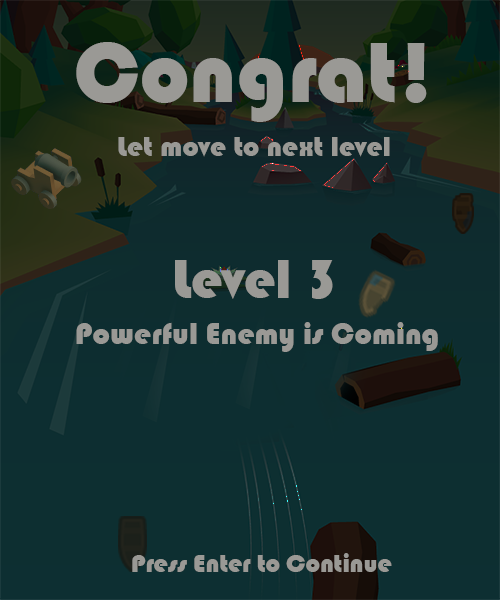 Congrat!
Let move to next level
Level 3
Powerful Enemy is Coming
Press Enter to Continue